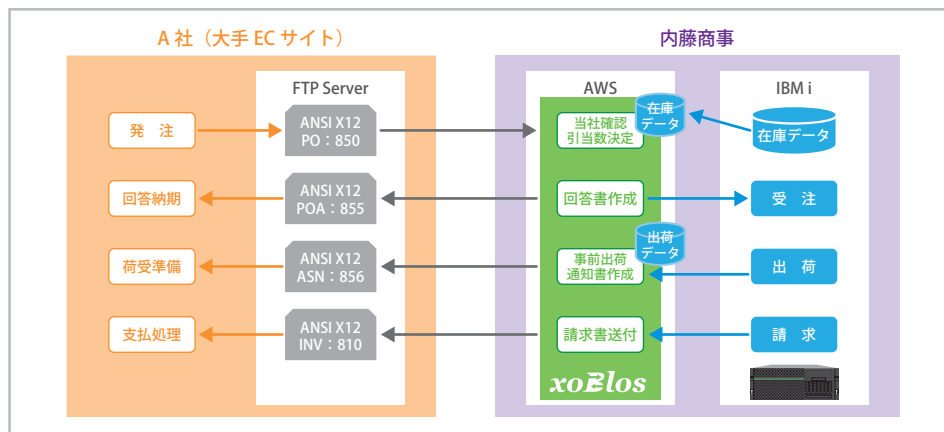 A 社（大手 EC サイト）
内藤商事
FTP Server
AWS
IBM i
発　注
ANSI X12
PO：850
当社確認
引当数決定
在庫
データ
在庫データ
回答納期
ANSI X12
POA：855
回答書作成
受　注
荷受準備
ANSI X12
ASN：856
事前出荷
通知書作成
出荷
データ
出　荷
支払処理
ANSI X12
INV：810
請求書送付
請　求
xoBlos